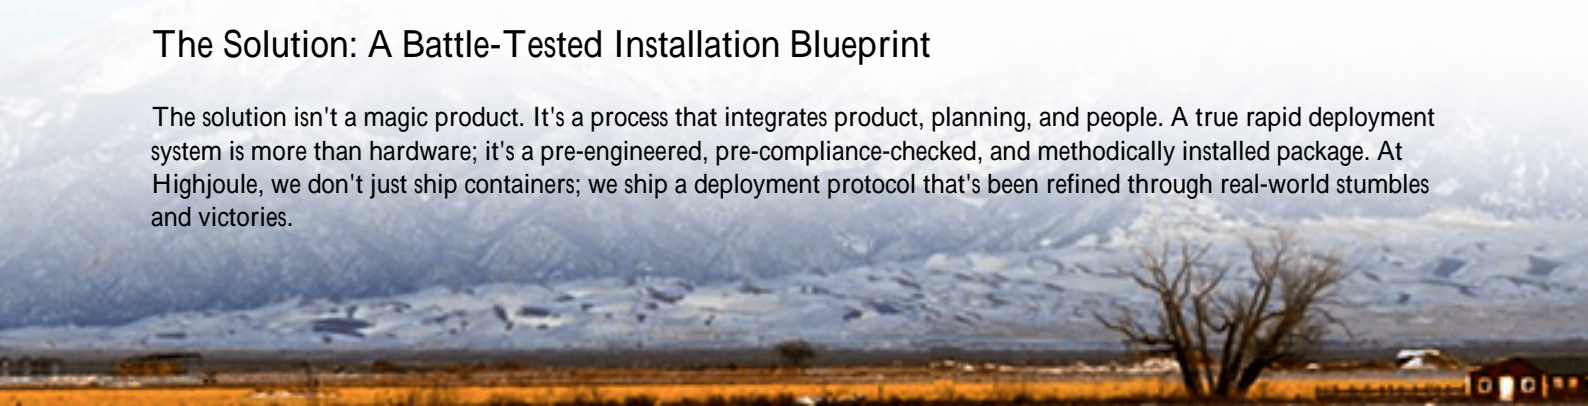 The Solution: A Battle-Tested Installation Blueprint
The solution isn't a magic product. It's a process that integrates product, planning, and people. A true rapid deployment
system is more than hardware; it's a pre-engineered, pre-compliance-checked, and methodically installed package. At
Highjoule, we don't just ship containers; we ship a deployment protocol that's been refined through real-world stumbles
and victories.